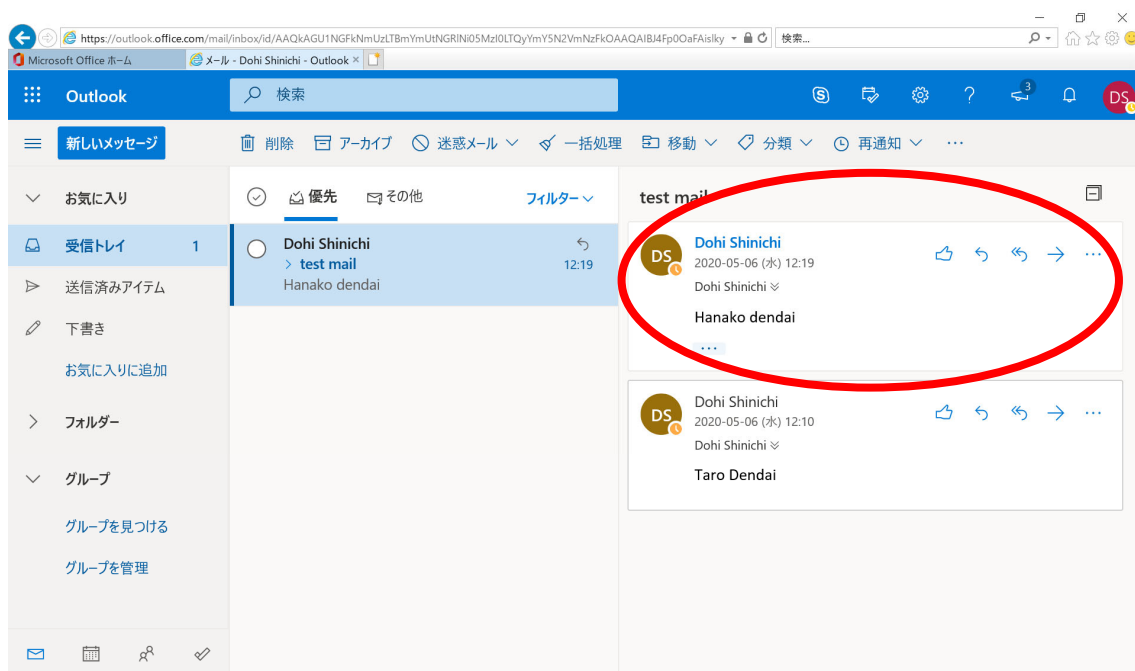 https://outlook.office.com/mail/inbox/id/AAQkAGU1NGFkNmUzLTBmYmUtNGRlNi05MzI0LTQyYmY5N2VmNzFkOAAQAIBJ4Fp0OaFAislky
検索...
Microsoft Office ホーム
メール - Dohi Shinichi - Outlook
Outlook
検索
3
DS
新しいメッセージ
削除 アーカイブ 迷惑メール 一括処理 移動 分類 再通知 ...
お気に入り
受信トレイ 1
送信済みアイテム
下書き
お気に入りに追加
フォルダー
グループ
グループを見つける
グループを管理
優先 その他 フィルター
Dohi Shinichi
> test mail 12:19
Hanako dendai
test mail
DS
Dohi Shinichi
2020-05-06 (水) 12:19
Dohi Shinichi
Hanako dendai
...
DS
Dohi Shinichi
2020-05-06 (水) 12:10
Dohi Shinichi
Taro Dendai